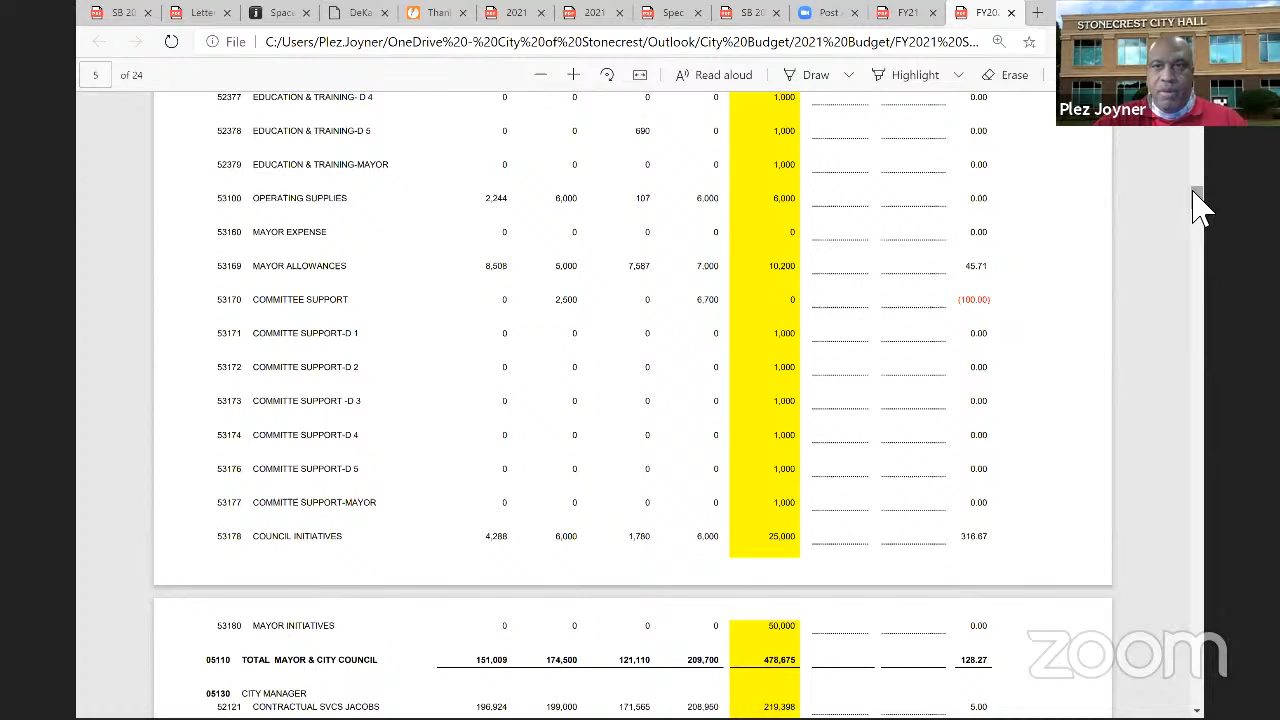 SB 20
Letter
Spac
Tran
202
202
Spec
SB 2
Post
FY21
FY20
File C:/Users/Plez.Joyner/OneDrive%20-%20City%20of%20Stonecrest/Outlook/City%20Budget/2021%20Budget/FY2021%20S...
5 of 24
Read aloud Draw Highlight Erase
STONECREST CITY HALL
Plez Joyner
52377 EDUCATION & TRAINING-D 4 0 0 0 0 1,000 0.00
52378 EDUCATION & TRAINING-D 0 690 0 1,000 0.00
52379 EDUCATION & TRAINING-MAYOR 0 0 0 0 1,000 0.00
53100 OPERATING SUPPLIES 2,244 6,000 107 6,000 6,000 0.00
53160 MAYOR EXPENSE 0 0 0 0 0 0.00
53169 MAYOR ALLOWANCES 8,508 5,000 7,587 7,000 10,200 45.71
53170 COMMITTEE SUPPORT 0 2,500 0 6,700 0 (100.00)
53171 COMMITTE SUPPORT-D 1 0 0 0 0 1,000 0.00
53172 COMMITTE SUPPORT-D 2 0 0 0 0 1,000 0.00
53173 COMMITTE SUPPORT -D 3 0 0 0 0 1,000 0.00
53174 COMMITTE SUPPORT-D 4 0 0 0 0 1,000 0.00
53176 COMMITTE SUPPORT-D 5 0 0 0 0 1,000 0.00
53177 COMMITTE SUPPORT-MAYOR 0 0 0 0 1,000 0.00
53178 COUNCIL INITIATIVES 4,288 6,000 1,780 6,000 25,000 316.67
53180 MAYOR INITIATIVES 0 0 0 0 50,000 0.00
05110 TOTAL MAYOR & CITY COUNCIL 151,009 174,500 121,110 209,700 478,675 128.27
05130 CITY MANAGER
52121 CONTRACTUAL SVCS JACOBS 196,924 199,000 171,565 208,950 219,398 5.00
zoom